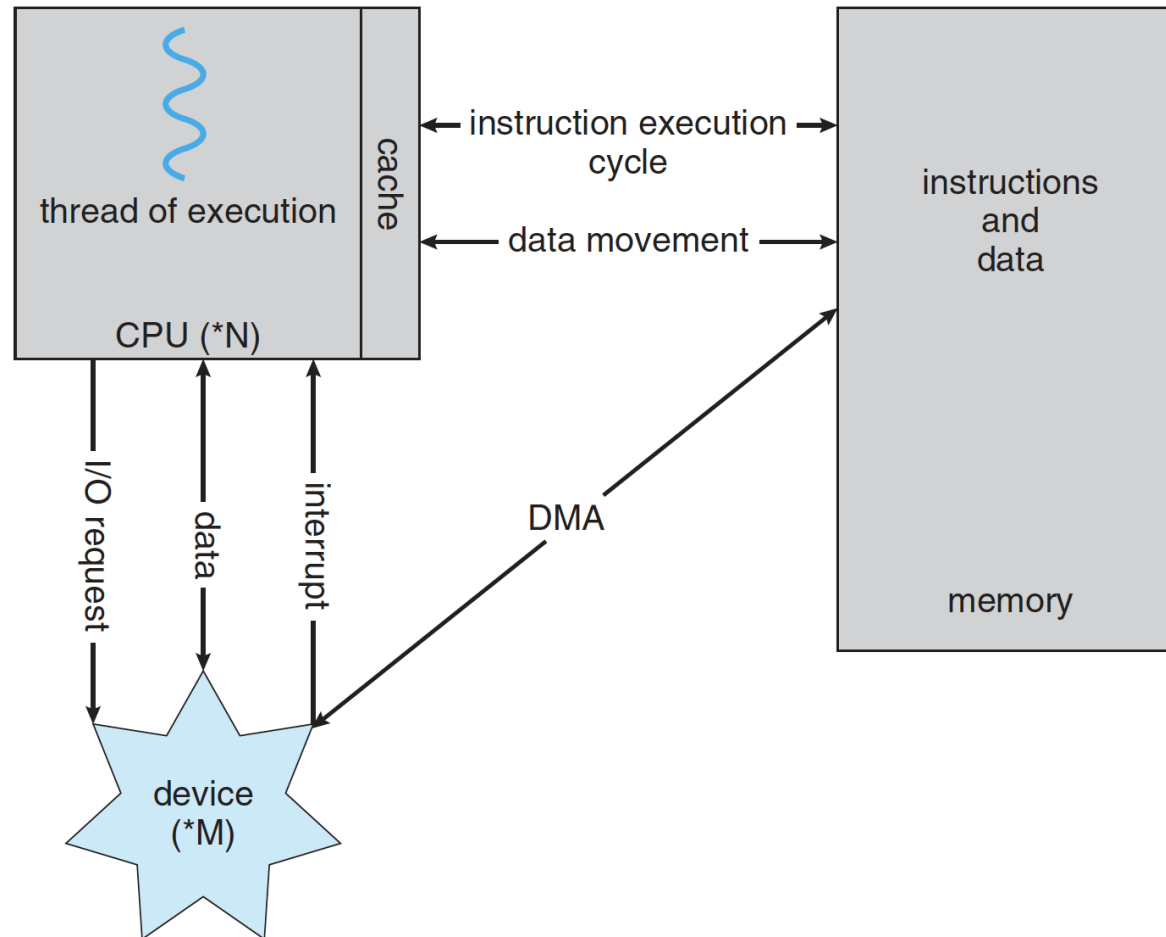 thread of execution
CPU (*N)
cache
instruction execution
cycle
data movement
instructions
and
data
memory
I/O request
data
interrupt
DMA
device
(*M)